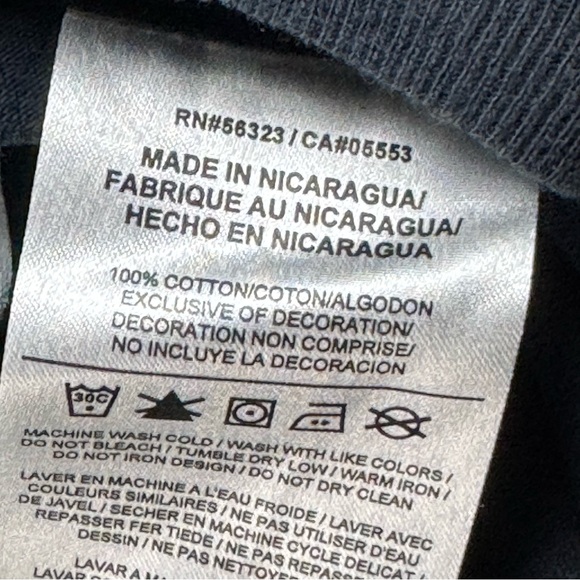 RN#56323 / CA#05553
MADE IN NICARAGUA/
FABRIQUE AU NICARAGUA/
HECHO EN NICARAGUA
100% COTTON/COTON/ALGODON
EXCLUSIVE OF DECORATION/
DECORATION NON COMPRISE/
NO INCLUYE LA DECORACION
30C
MACHINE WASH COLD / WASH WITH LIKE COLORS /
DO NOT BLEACH / TUMBLE DRY LOW / WARM IRON /
DO NOT IRON DESIGN / DO NOT DRY CLEAN
LAVER EN MACHINE A L'EAU FROIDE / LAVER AVEC
COULEURS SIMILAIRES / NE PAS UTILISER D'EAU
DE JAVEL / SECHER EN MACHINE CYCLE DELICAT /
REPASSER FER TIEDE / NE PAS REPASSER
DESSIN / NE PAS NETTOYER
LAVAR A
LAVAR